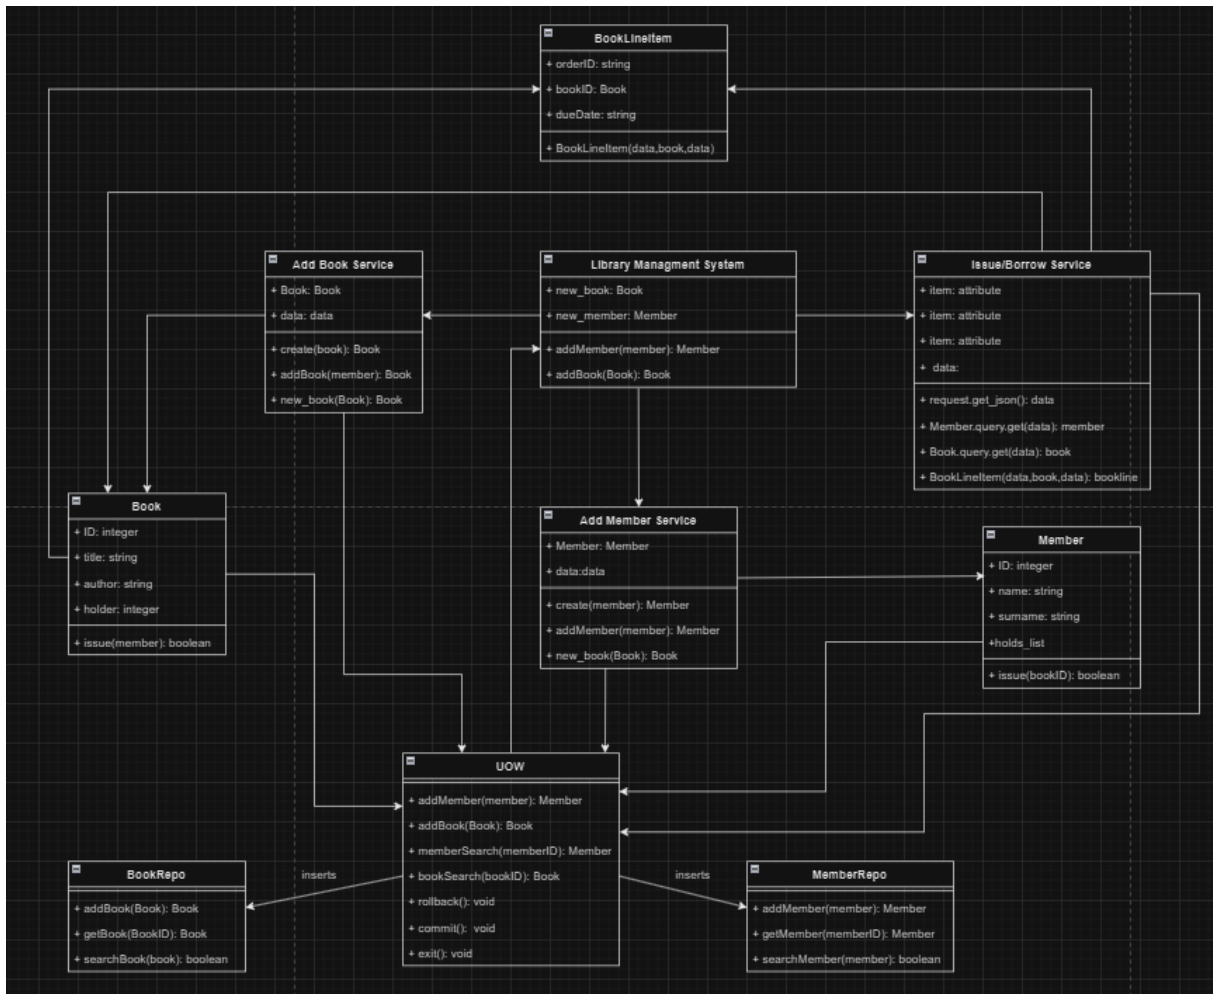 BookLineItem
+ orderID: string
+ bookID: Book
+ dueDate: string
+ BookLineItem(data,book,data)
Add Book Service
+ Book: Book
+ data: data
+ create(book): Book
+ addBook(member): Book
+ new_book(Book): Book
Library Managment System
+ new_book: Book
+ new_member: Member
+ addMember(member): Member
+ addBook(Book): Book
Issue/Borrow Service
+ item: attribute
+ item: attribute
+ item: attribute
+ data:
+ request.get_json(): data
+ Member.query.get(data): member
+ Book.query.get(data): book
+ BookLineItem(data,book,data): bookline
Book
+ ID: integer
+ title: string
+ author: string
+ holder: integer
+ issue(member): boolean
Add Member Service
+ Member: Member
+ data:data
+ create(member): Member
+ addMember(member): Member
+ new_book(Book): Book
Member
+ ID: integer
+ name: string
+ surname: string
+holds_list
+ issue(bookID): boolean
UOW
+ addMember(member): Member
+ addBook(Book): Book
+ memberSearch(memberID): Member
+ bookSearch(bookID): Book
+ rollback(): void
+ commit(): void
+ exit(): void
inserts
inserts
BookRepo
+ addBook(Book): Book
+ getBook(BookID): Book
+ searchBook(book): boolean
MemberRepo
+ addMember(member): Member
+ getMember(memberID): Member
+ searchMember(member): boolean